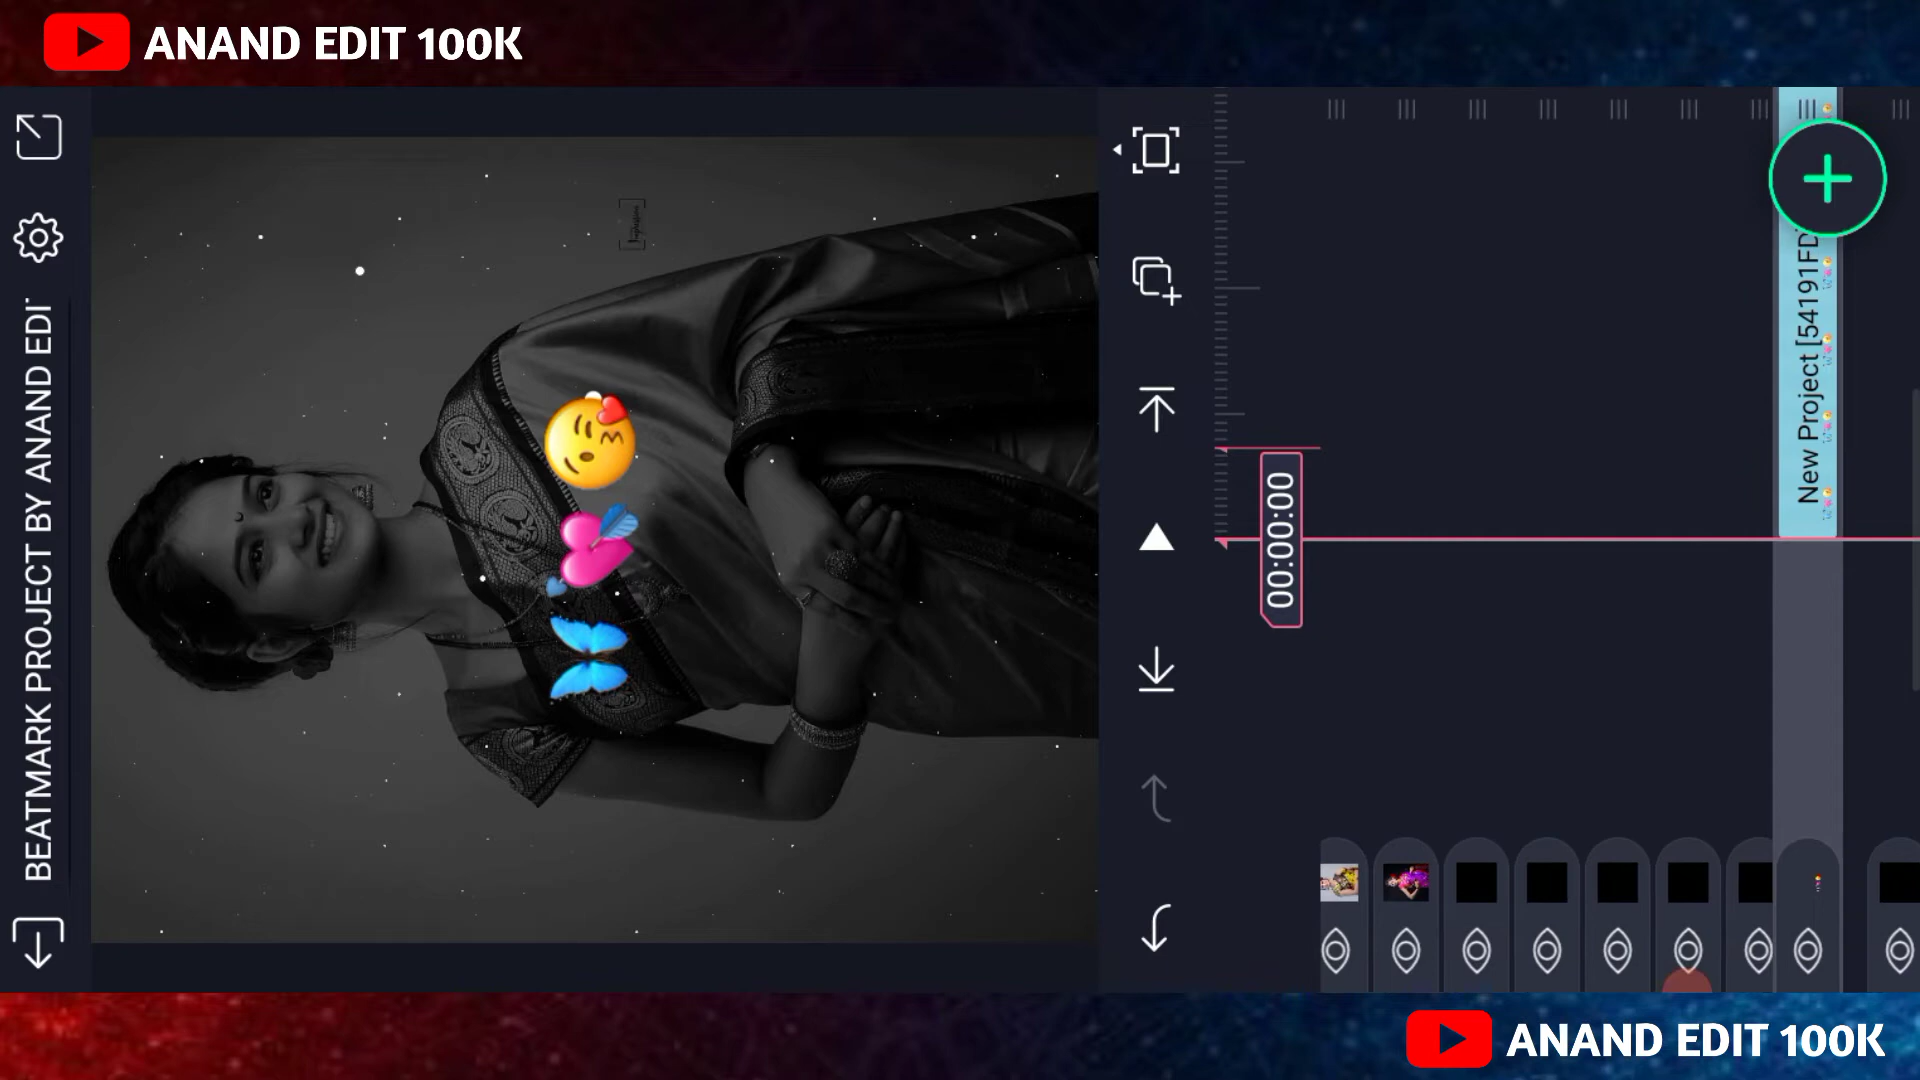 ANAND EDIT 100K
BEATMARK PROJECT BY ANAND EDI
00:00:00
New Project [54191FD
ANAND EDIT 100K